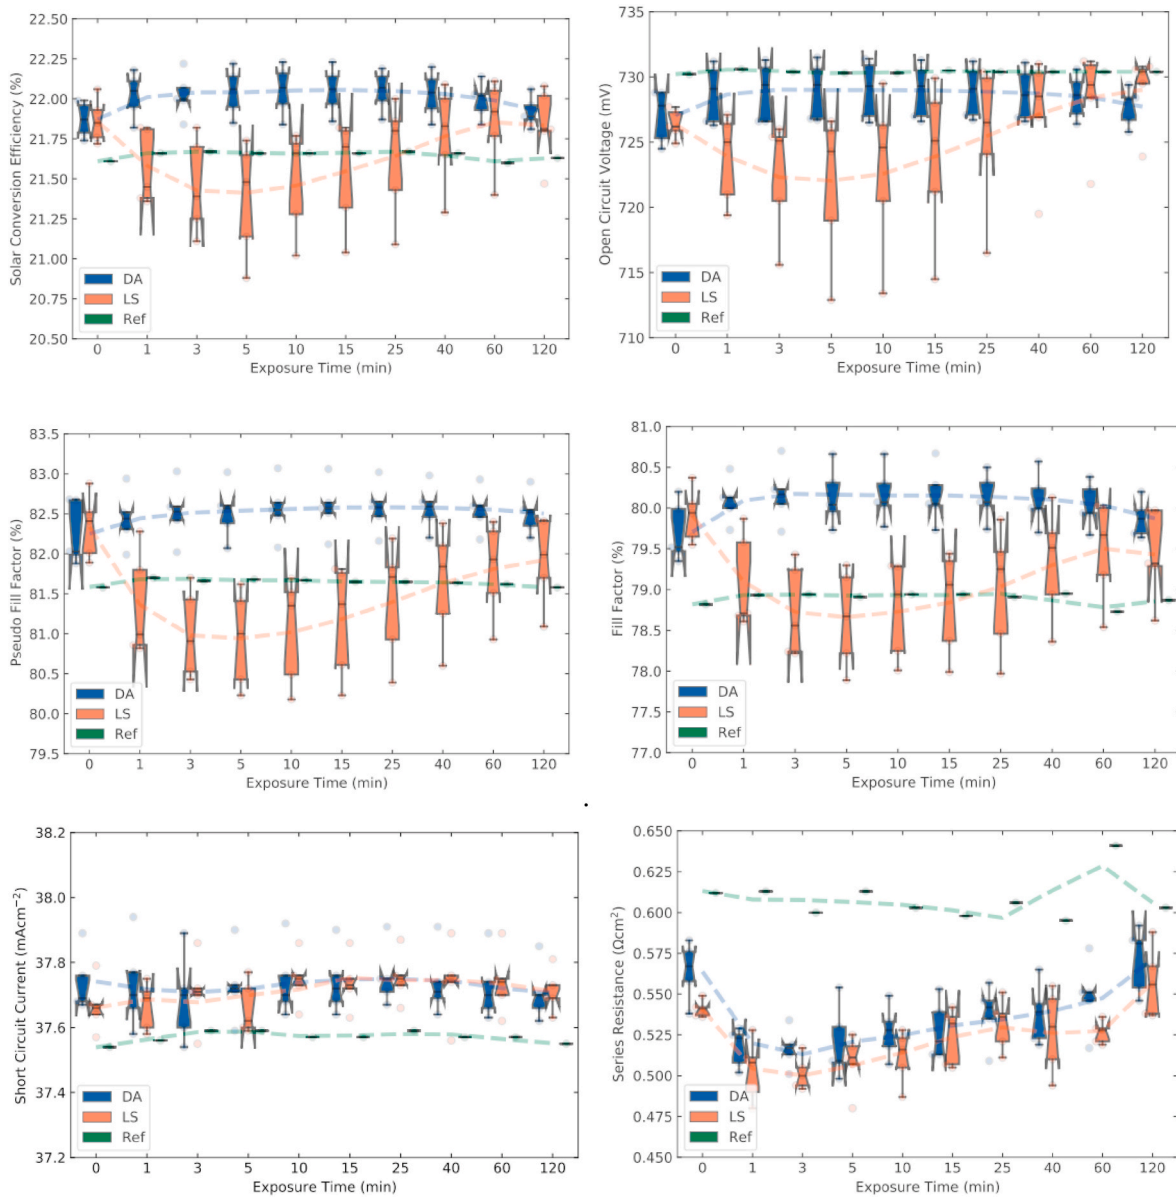 22.50
22.25
22.00
21.75
21.50
21.25
21.00
20.75
20.50
Solar Conversion Efficiency (%)
DA
LS
Ref
0 1 3 5 10 15 25 40 60 120
Exposure Time (min)
735
730
725
720
715
710
Open Circuit Voltage (mV)
DA
LS
Ref
0 1 3 5 10 15 25 40 60 120
Exposure Time (min)
83.5
83.0
82.5
82.0
81.5
81.0
80.5
80.0
79.5
Pseudo Fill Factor (%)
DA
LS
Ref
0 1 3 5 10 15 25 40 60 120
Exposure Time (min)
81.0
80.5
80.0
79.5
79.0
78.5
78.0
77.5
77.0
Fill Factor (%)
DA
LS
Ref
0 1 3 5 10 15 25 40 60 120
Exposure Time (min)
.
38.2
38.0
37.8
37.6
37.4
37.2
Short Circuit Current (mAcm⁻²)
DA
LS
Ref
0 1 3 5 10 15 25 40 60 120
Exposure Time (min)
0.650
0.625
0.600
0.575
0.550
0.525
0.500
0.475
0.450
Series Resistance (Ωcm²)
DA
LS
Ref
0 1 3 5 10 15 25 40 60 120
Exposure Time (min)